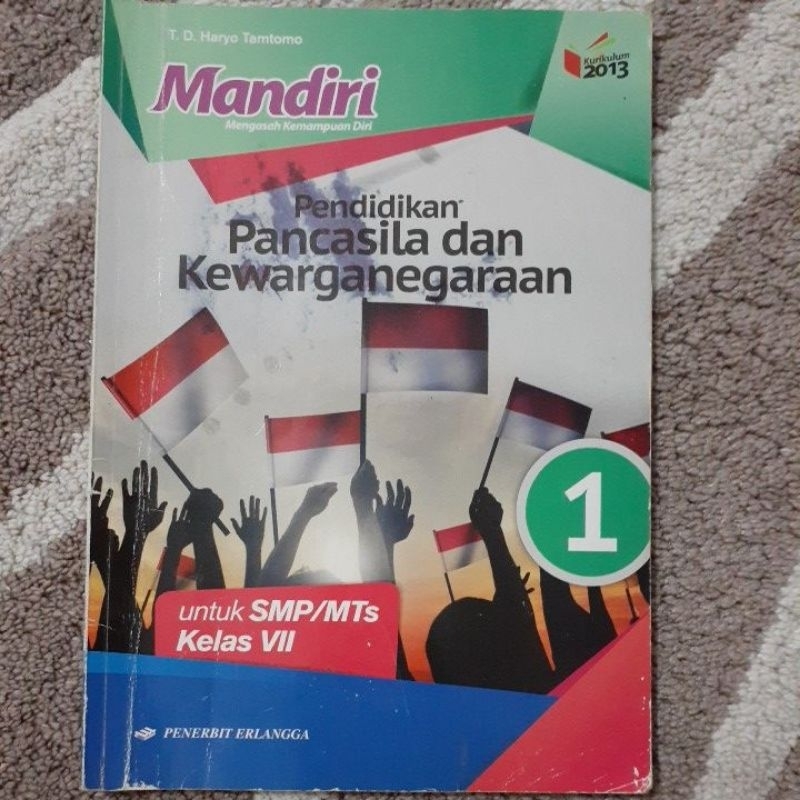 T. D. Haryo Tamtomo
Kurikulum
2013
Mandiri
Mengasah Kemampuan Diri
Pendidikan
Pancasila dan
Kewarganegaraan
1
untuk SMP/MTs
Kelas VII
PENERBIT ERLANGGA